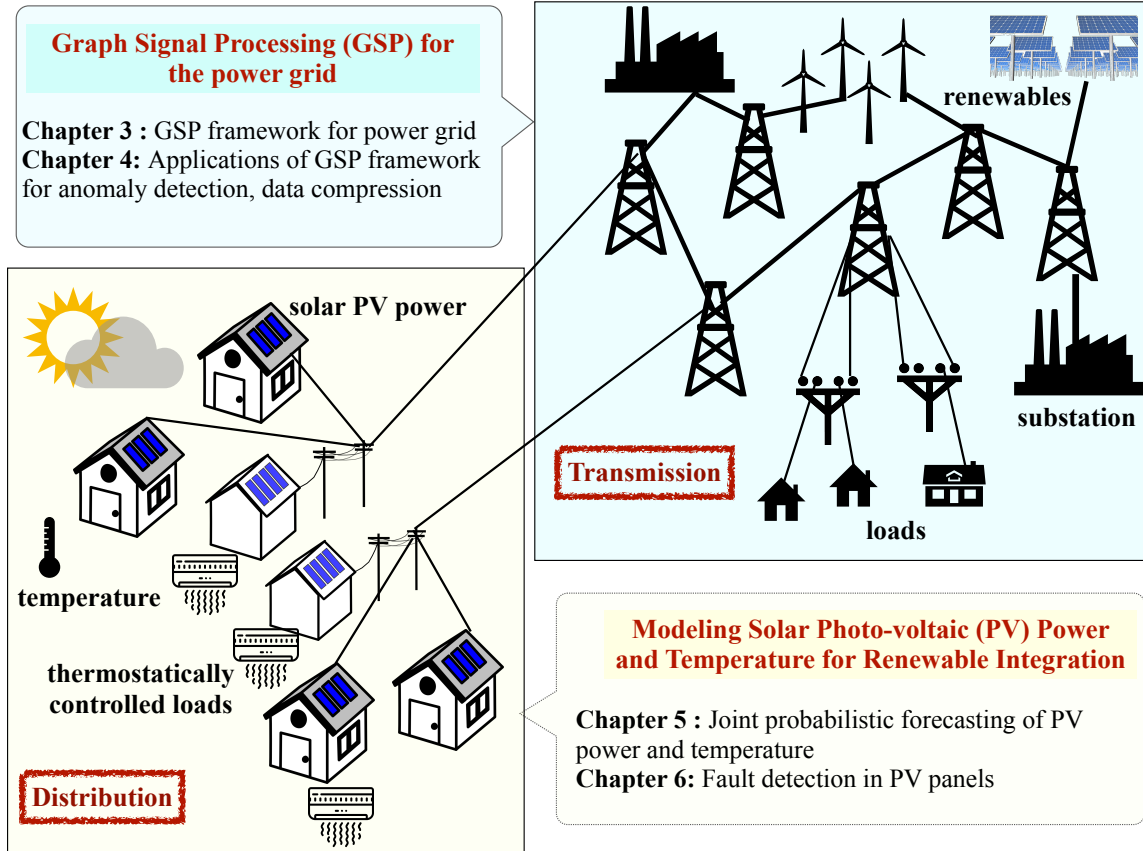 Graph Signal Processing (GSP) for
the power grid
Chapter 3 : GSP framework for power grid
Chapter 4: Applications of GSP framework
for anomaly detection, data compression
renewables
substation
Transmission
loads
solar PV power
temperature
thermostatically
controlled loads
Distribution
Modeling Solar Photo-voltaic (PV) Power
and Temperature for Renewable Integration
Chapter 5 : Joint probabilistic forecasting of PV
power and temperature
Chapter 6: Fault detection in PV panels